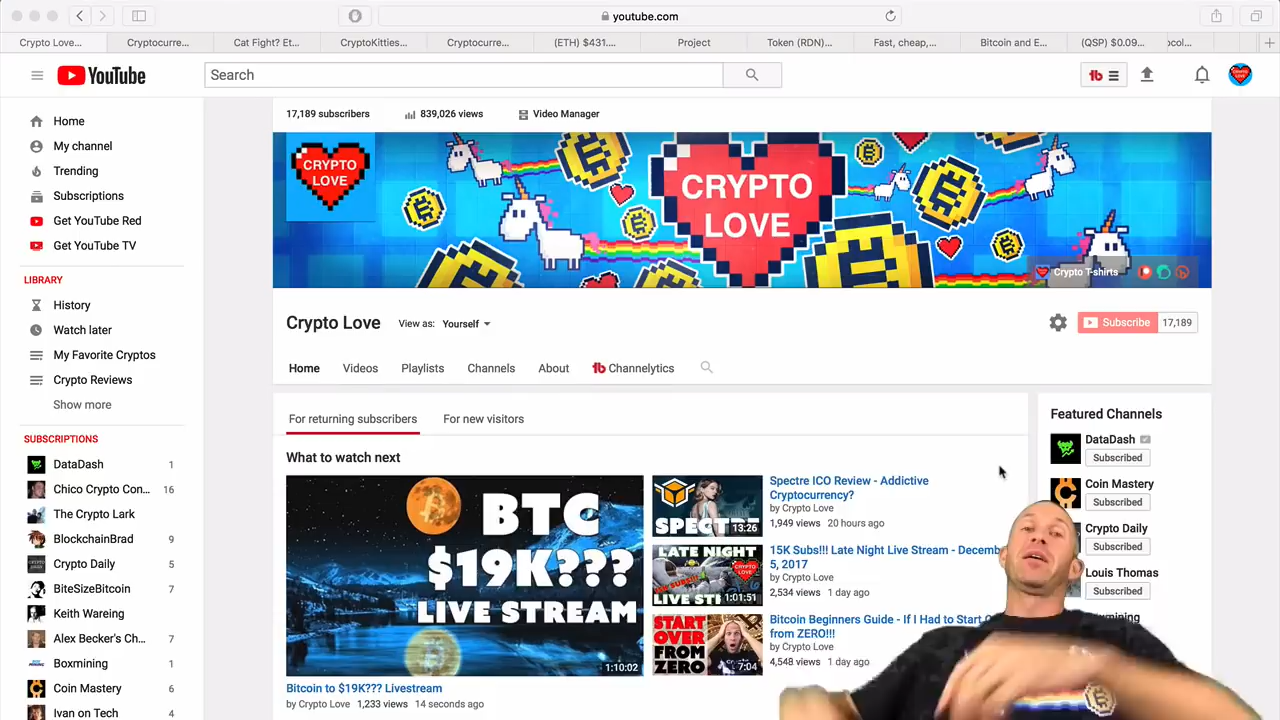 youtube.com
Crypto Love...
Cryptocurre...
Cat Fight? Et...
CryptoKitties...
Cryptocurre...
(ETH) $431....
Project
Token (RDN)...
Fast, cheap,...
Bitcoin and E...
(QSP) $0.09...
ocol...
YouTube
Search
tb
17,189 subscribers
839,026 views
Video Manager
CRYPTO
LOVE
CRYPTO
LOVE
Crypto T-shirts
Crypto Love
View as:
Yourself
Subscribe
17,189
Home
Videos
Playlists
Channels
About
tb Channelytics
For returning subscribers
For new visitors
What to watch next
BTC
$19K???
LIVE STREAM
1:10:02
Bitcoin to $19K??? Livestream
by Crypto Love 1,233 views 14 seconds ago
SPECTRE
13:26
Spectre ICO Review - Addictive
Cryptocurrency?
by Crypto Love
1,949 views 20 hours ago
LATE NIGHT
LIVE ST
1:01:51
15K Subs!!! Late Night Live Stream - Decemb
5, 2017
by Crypto Love
2,534 views 1 day ago
START
OVER
FROM
ZERO
7:04
Bitcoin Beginners Guide - If I Had to Start
from ZERO!!!
by Crypto Love
4,548 views 1 day ago
Featured Channels
DataDash
Subscribed
Coin Mastery
Subscribed
Crypto Daily
Subscribed
Louis Thomas
Subscribed
Home
My channel
Trending
Subscriptions
Get YouTube Red
Get YouTube TV
LIBRARY
History
Watch later
My Favorite Cryptos
Crypto Reviews
Show more
SUBSCRIPTIONS
DataDash 1
Chico Crypto Con... 16
The Crypto Lark
BlockchainBrad 9
Crypto Daily 5
BiteSizeBitcoin 7
Keith Wareing
Alex Becker's Ch... 7
Boxmining 1
Coin Mastery 6
Ivan on Tech 4